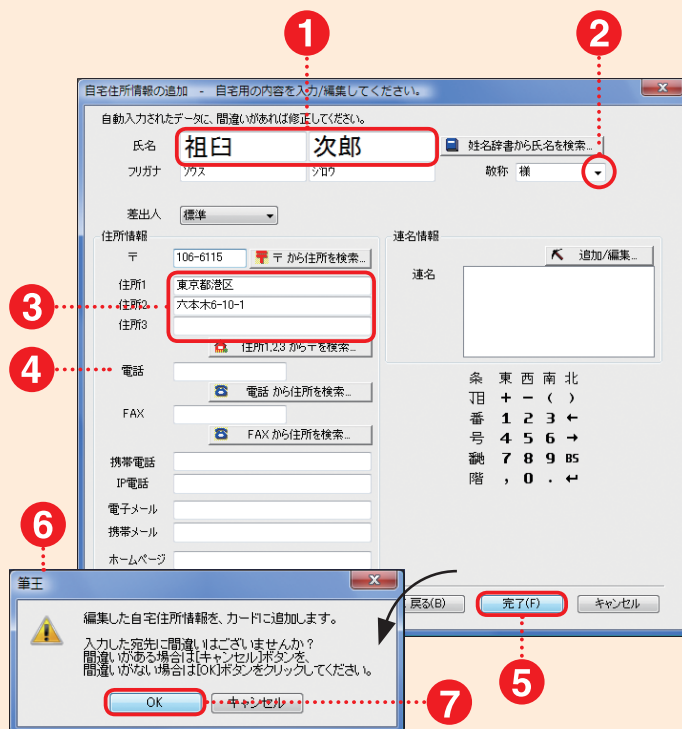 1
2
自宅住所情報の追加 - 自宅用の内容を入力/編集してください。
自動入力されたデータに、間違いがあれば修正してください。
氏名 祖臼 次郎 姓名辞書から氏名を検索...
フリガナ ソウス ジロウ 敬称 様
差出人 標準
住所情報 連名情報
〒 106-6115 〒 から住所を検索... 追加/編集...
住所1 東京都港区 連名
3 住所2 六本木6-10-1
住所3
住所1,2,3 から〒を検索...
4 電話
電話 から住所を検索...
FAX
FAX から住所を検索...
条 東 西 南 北
+ - ( )
番 1 2 3 ←
号 4 5 6 →
7 8 9 BS
階 , 0 . ↵
携帯電話
IP電話
電子メール
携帯メール
ホームページ
6
筆王
編集した自宅住所情報を、カードに追加します。
入力した宛先に間違いはございませんか?
間違いがある場合は[キャンセル]ボタンを、
間違いがない場合は[OK]ボタンをクリックしてください。
OK キャンセル
戻る(B) 完了(F) キャンセル
5
7